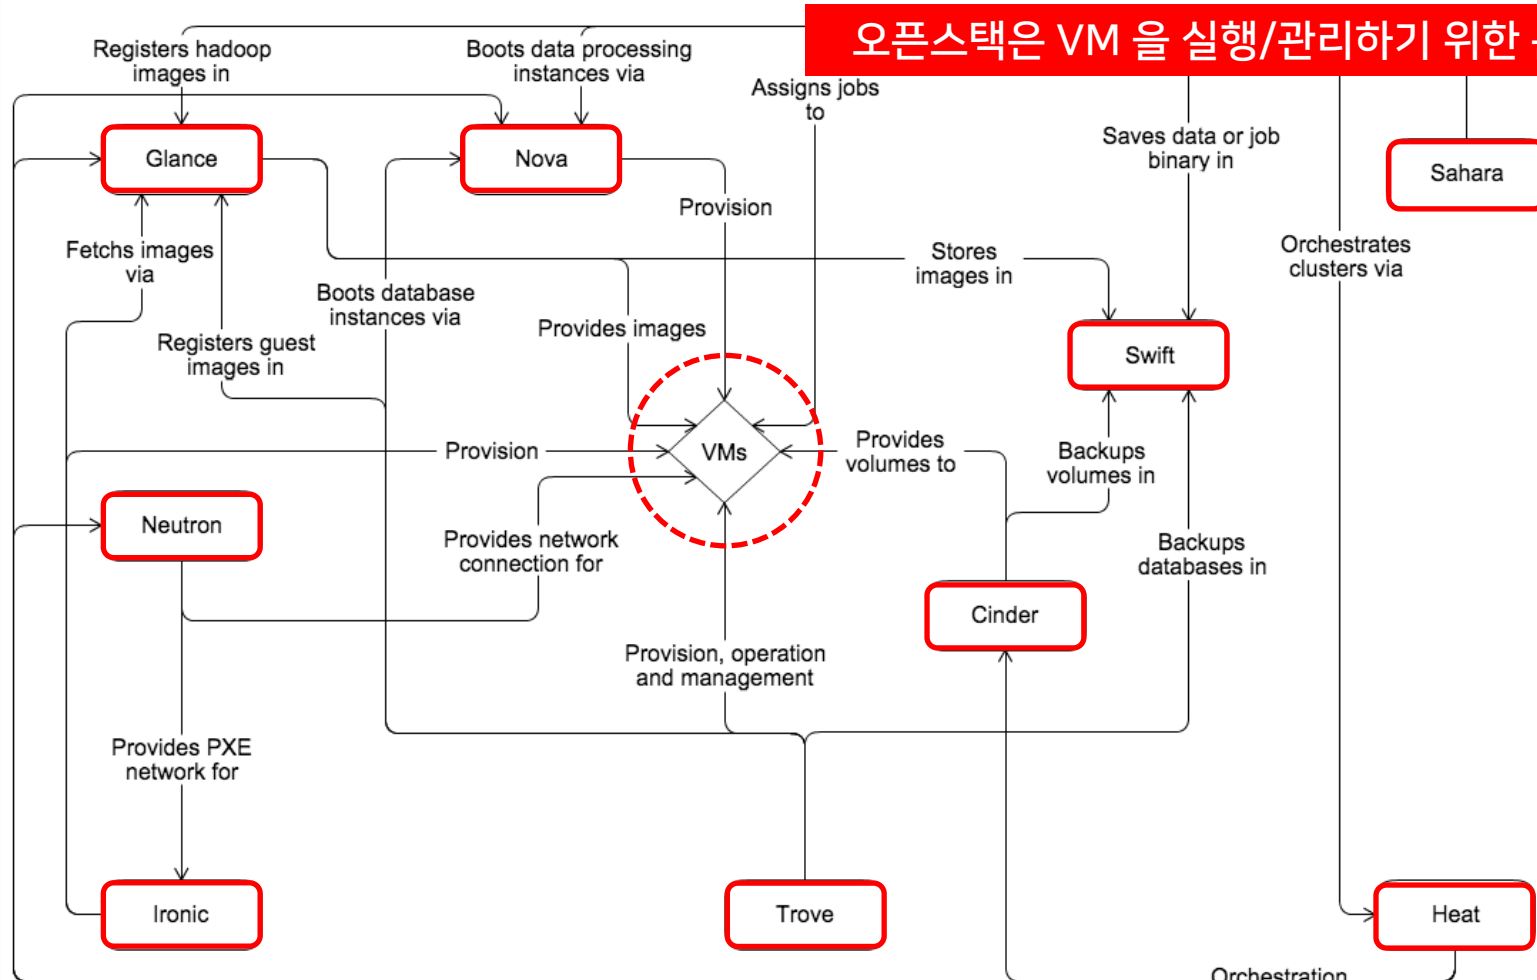 오픈스택은 VM 을 실행/관리하기 위한
Registers hadoop
images in
Boots data processing
instances via
Assigns jobs
to
Saves data or job
binary in
Glance
Nova
Sahara
Provision
Fetchs images
via
Stores
images in
Orchestrates
clusters via
Boots database
instances via
Provides images
Registers guest
images in
Swift
Provision
VMs
Provides
volumes to
Backups
volumes in
Neutron
Provides network
connection for
Backups
databases in
Cinder
Provision, operation
and management
Provides PXE
network for
Ironic
Trove
Heat
Orchestration